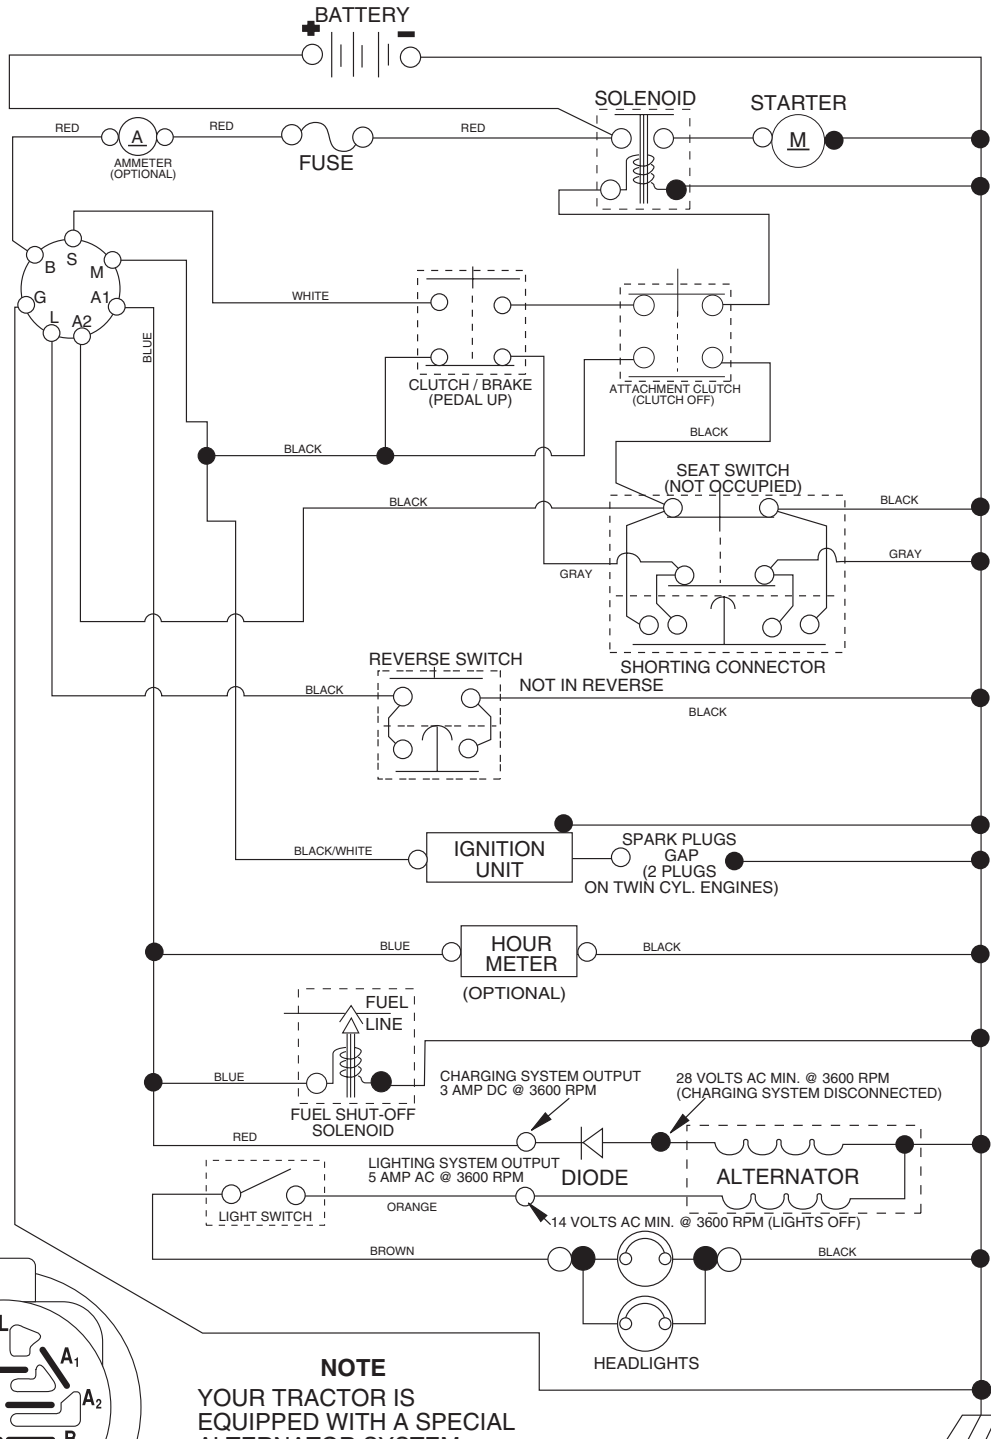 BATTERY
SOLENOID
STARTER
RED
A
RED
RED
M
FUSE
AMMETER
(OPTIONAL)
B
S
M
G
A1
L
A2
WHITE
BLUE
CLUTCH / BRAKE
(PEDAL UP)
ATTACHMENT CLUTCH
(CLUTCH OFF)
BLACK
BLACK
SEAT SWITCH
(NOT OCCUPIED)
BLACK
BLACK
GRAY
GRAY
SHORTING CONNECTOR
REVERSE SWITCH
NOT IN REVERSE
BLACK
BLACK
IGNITION
UNIT
BLACK/WHITE
SPARK PLUGS
GAP
(2 PLUGS
ON TWIN CYL. ENGINES)
BLUE
HOUR
METER
BLACK
(OPTIONAL)
FUEL
LINE
BLUE
FUEL SHUT-OFF
SOLENOID
CHARGING SYSTEM OUTPUT
3 AMP DC @ 3600 RPM
28 VOLTS AC MIN. @ 3600 RPM
(CHARGING SYSTEM DISCONNECTED)
RED
DIODE
ALTERNATOR
LIGHTING SYSTEM OUTPUT
5 AMP AC @ 3600 RPM
LIGHT SWITCH
ORANGE
14 VOLTS AC MIN. @ 3600 RPM (LIGHTS OFF)
BROWN
BLACK
HEADLIGHTS
L
A1
A2
B
NOTE
YOUR TRACTOR IS
EQUIPPED WITH A SPECIAL
ALTERNATOR SYSTEM